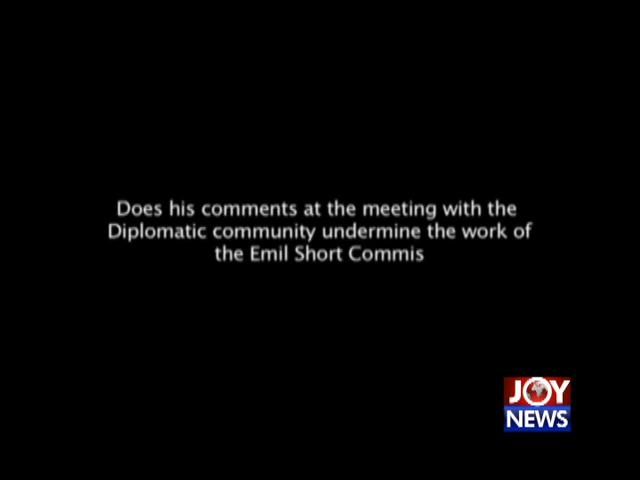 Does his comments at the meeting with the
Diplomatic community undermine the work of
the Emil Short Commis
JOY
NEWS